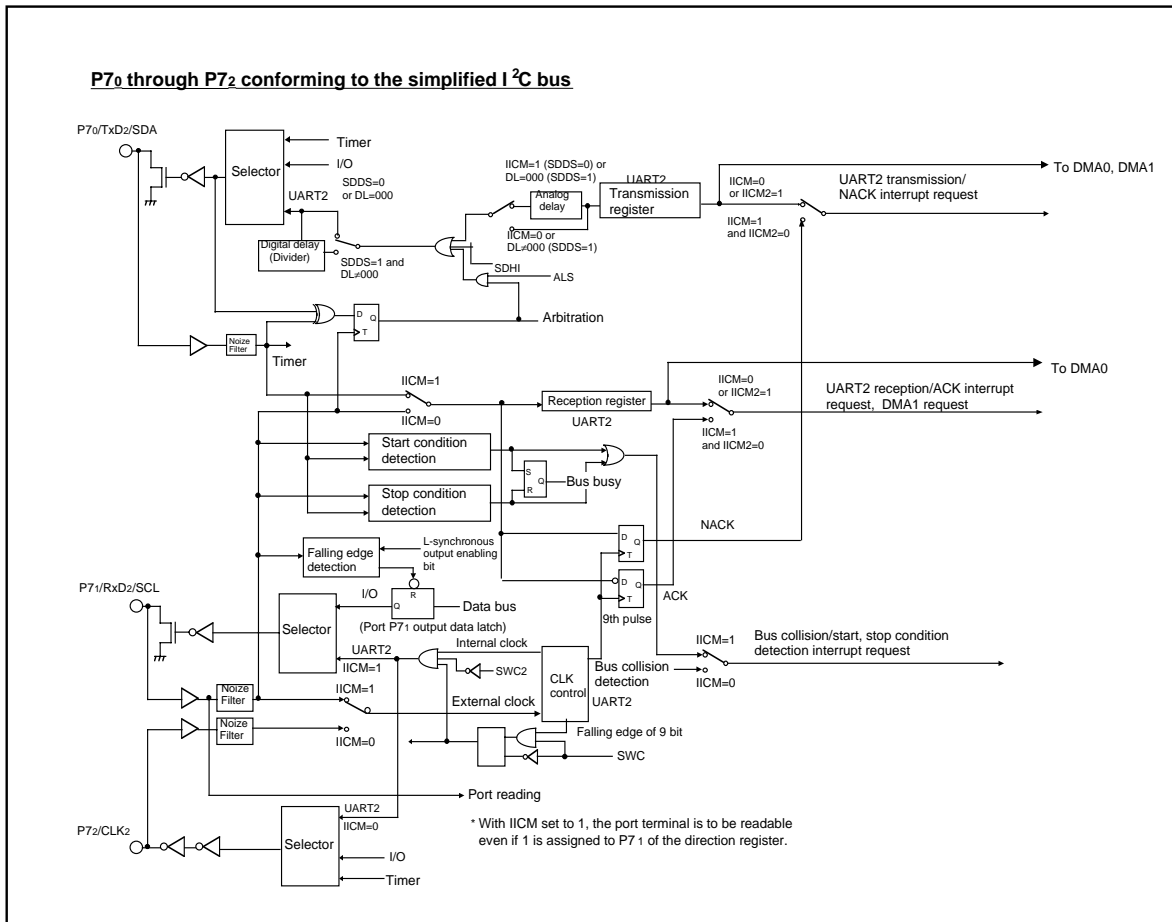 P70 through P72 conforming to the simplified I 2C bus
P70/TxD2/SDA
Selector
Timer
I/O
UART2
SDDS=0
or DL=000
Digital delay
(Divider)
SDDS=1 and
DL≠000
IICM=1 (SDDS=0) or
DL=000 (SDDS=1)
Analog
delay
IICM=0 or
DL≠000 (SDDS=1)
SDHI
ALS
UART2
Transmission
register
IICM=0
or IICM2=1
IICM=1
and IICM2=0
UART2 transmission/
NACK interrupt
request
To DMA0, DMA1
D
Q
T
Arbitration
Noize
Filter
Timer
IICM=1
IICM=0
Reception register
UART2
IICM=0
or IICM2=1
IICM=1
and IICM2=0
To DMA0
UART2 reception/ACK interrupt
request, DMA1 request
Start condition
detection
S
R
Q
Bus busy
Stop condition
detection
NACK
D
Q
T
D
Q
T
ACK
9th pulse
L-synchronous
output enabling
bit
Falling edge
detection
P71/RxD2/SCL
I/O
R
Q
Data bus
(Port P71 output data latch)
Selector
UART2
IICM=1
Internal clock
SWC2
External clock
CLK
control
UART2
Bus collision
detection
IICM=1
IICM=0
Bus collision/start, stop condition
detection interrupt request
Noize
Filter
IICM=1
Noize
Filter
IICM=0
Falling edge of 9 bit
SWC
Port reading
P72/CLK2
UART2
IICM=0
Selector
I/O
Timer
* With IICM set to 1, the port terminal is to be readable
even if 1 is assigned to P71 of the direction register.